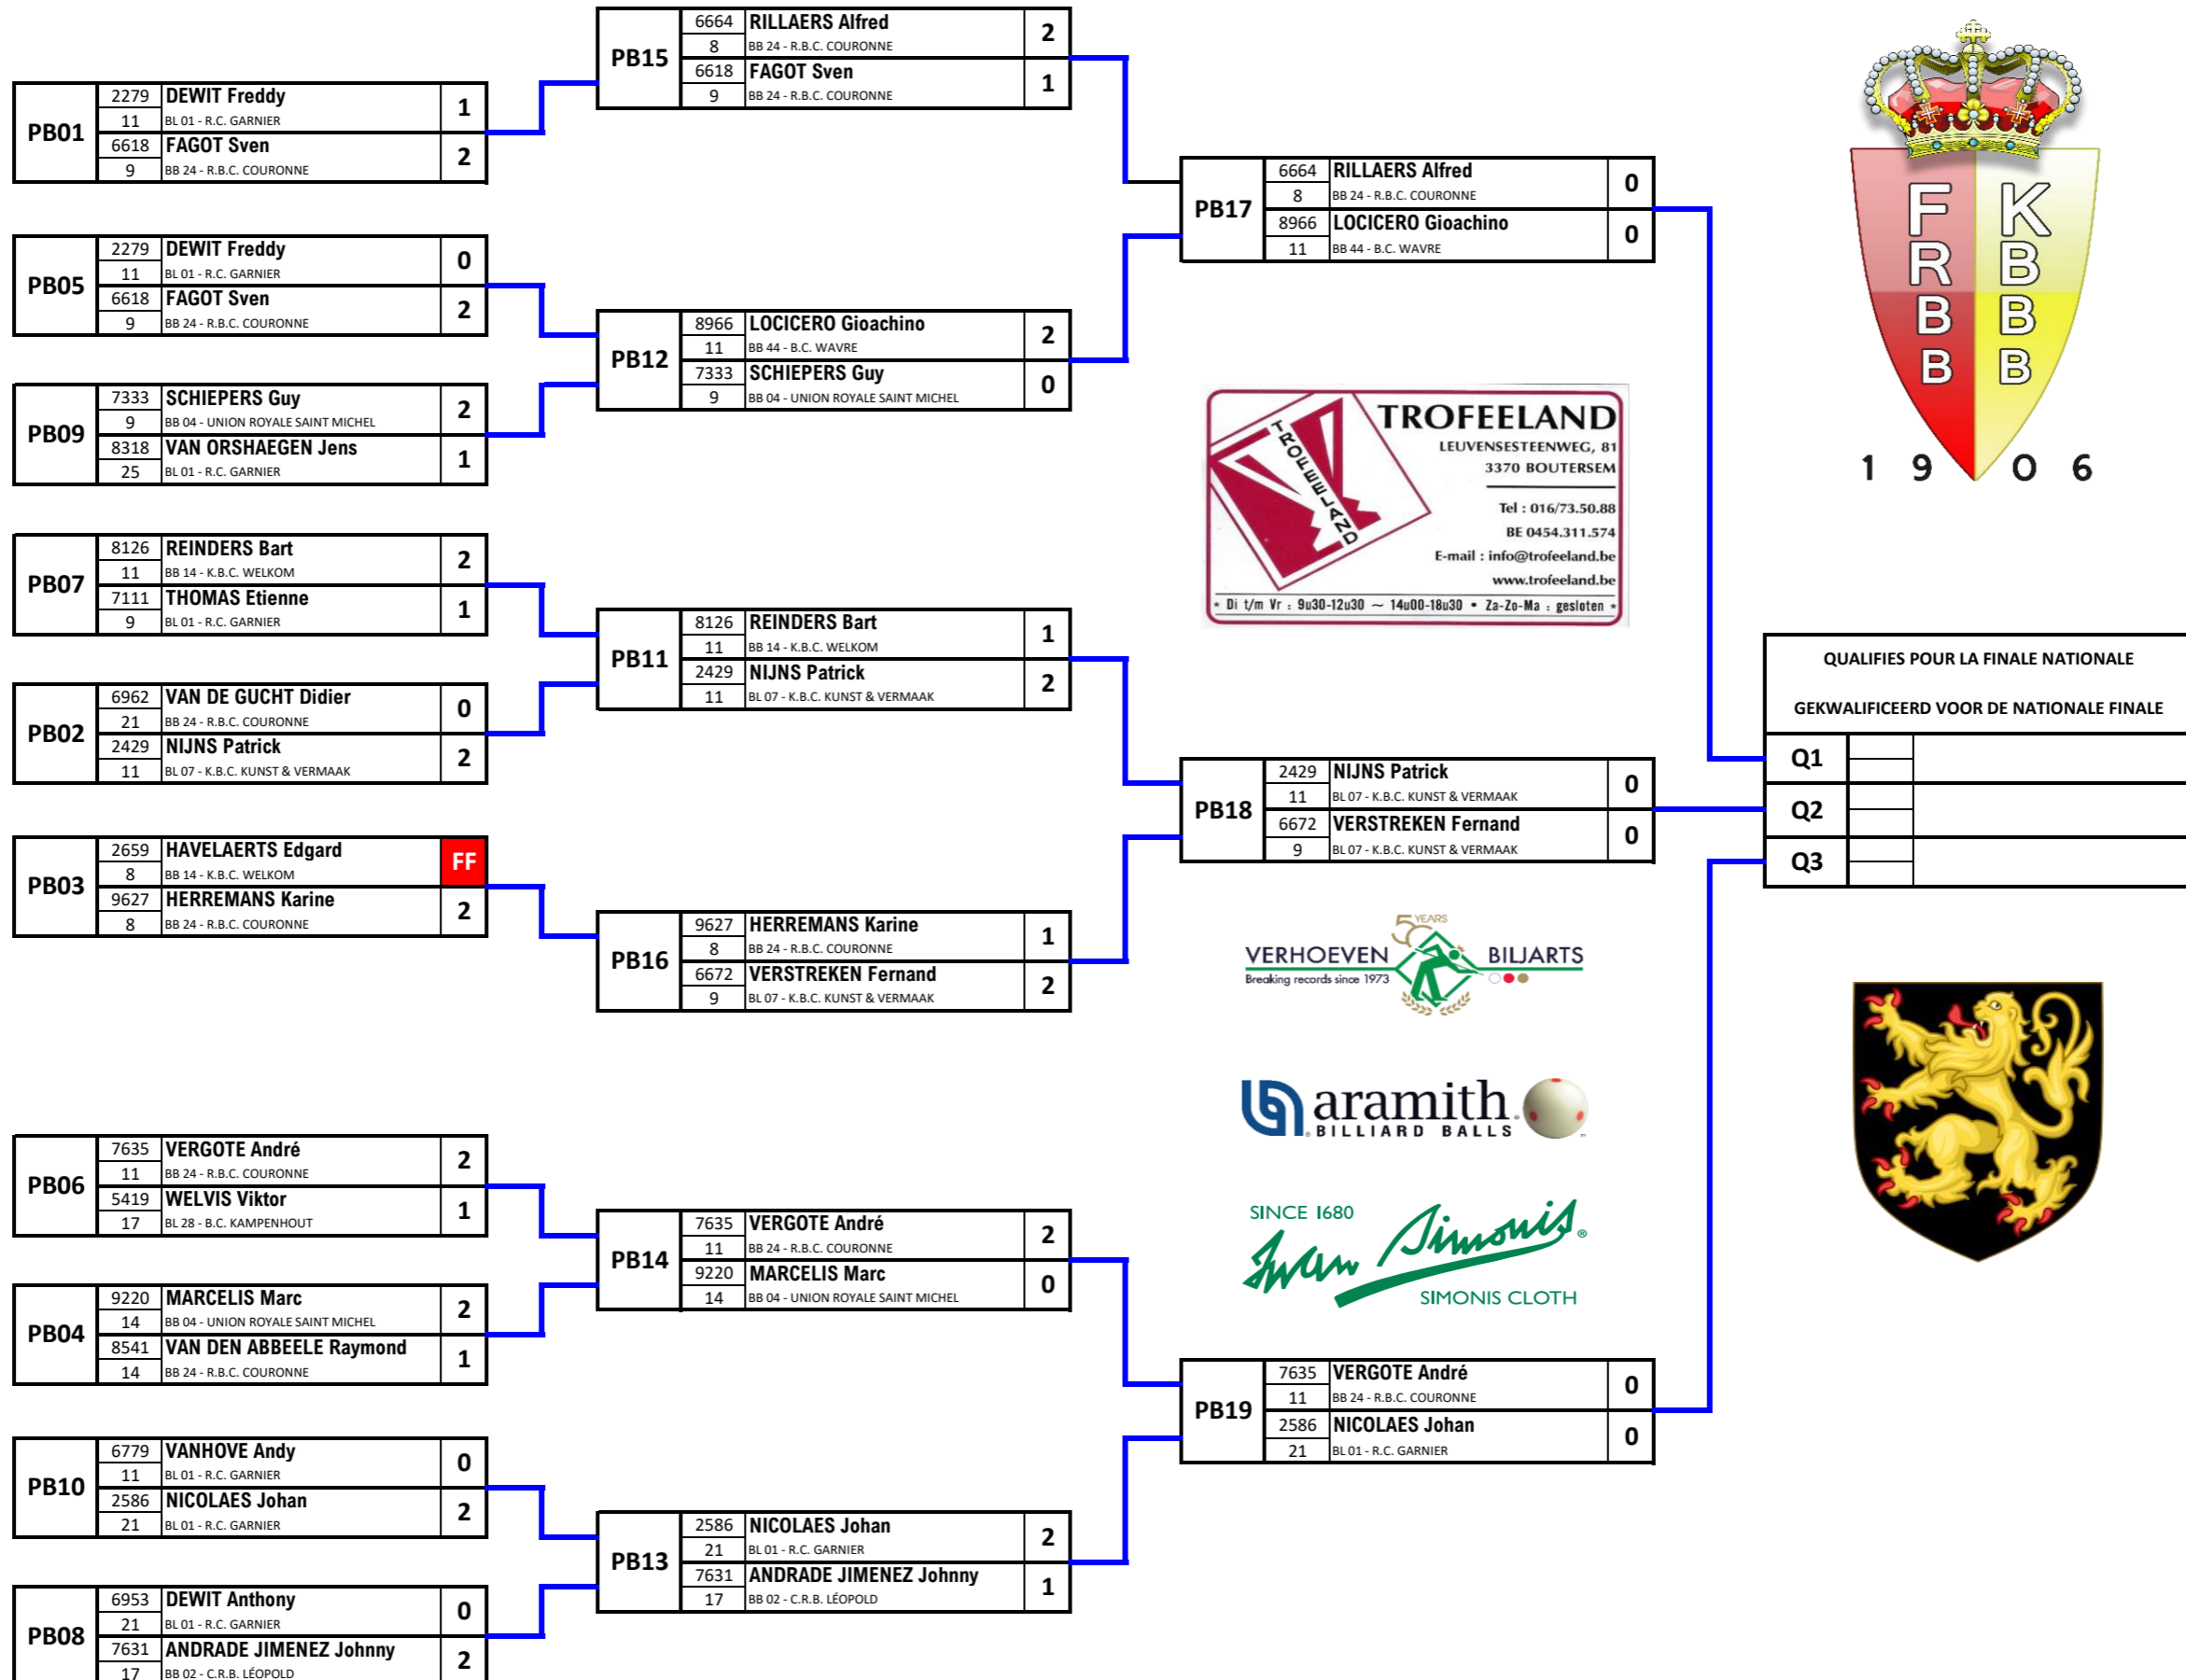 PB01
2279 DEWIT Freddy 1
11 BL 01 - R.C. GARNIER
6618 FAGOT Sven 2
9 BB 24 - R.B.C. COURONNE
PB05
2279 DEWIT Freddy 0
11 BL 01 - R.C. GARNIER
6618 FAGOT Sven 2
9 BB 24 - R.B.C. COURONNE
PB09
7333 SCHIEPERS Guy 2
9 BB 04 - UNION ROYALE SAINT MICHEL
8318 VAN ORSHAEGEN Jens 1
25 BL 01 - R.C. GARNIER
PB07
8126 REINDERS Bart 2
11 BB 14 - K.B.C. WELKOM
7111 THOMAS Etienne 1
9 BL 01 - R.C. GARNIER
PB02
6962 VAN DE GUCHT Didier 0
21 BB 24 - R.B.C. COURONNE
2429 NIJNS Patrick 2
11 BL 07 - K.B.C. KUNST & VERMAAK
PB03
2659 HAVELAERTS Edgard FF
8 BB 14 - K.B.C. WELKOM
9627 HERREMANS Karine 2
8 BB 24 - R.B.C. COURONNE
PB06
7635 VERGOTE André 2
11 BB 24 - R.B.C. COURONNE
5419 WELVIS Viktor 1
17 BL 28 - B.C. KAMPENHOUT
PB04
9220 MARCELIS Marc 2
14 BB 04 - UNION ROYALE SAINT MICHEL
8541 VAN DEN ABBEELE Raymond 1
14 BB 24 - R.B.C. COURONNE
PB10
6779 VANHOVE Andy 0
11 BL 01 - R.C. GARNIER
2586 NICOLAES Johan 2
21 BL 01 - R.C. GARNIER
PB08
6953 DEWIT Anthony 0
21 BL 01 - R.C. GARNIER
7631 ANDRADE JIMENEZ Johnny 2
17 BB 02 - C.R.B. LÉOPOLD
PB15
6664 RILLAERS Alfred 2
8 BB 24 - R.B.C. COURONNE
6618 FAGOT Sven 1
9 BB 24 - R.B.C. COURONNE
PB12
8966 LOCICERO Gioachino 2
11 BB 44 - B.C. WAVRE
7333 SCHIEPERS Guy 0
9 BB 04 - UNION ROYALE SAINT MICHEL
PB11
8126 REINDERS Bart 1
11 BB 14 - K.B.C. WELKOM
2429 NIJNS Patrick 2
11 BL 07 - K.B.C. KUNST & VERMAAK
PB16
9627 HERREMANS Karine 1
8 BB 24 - R.B.C. COURONNE
6672 VERSTREKEN Fernand 2
9 BL 07 - K.B.C. KUNST & VERMAAK
PB14
7635 VERGOTE André 2
11 BB 24 - R.B.C. COURONNE
9220 MARCELIS Marc 0
14 BB 04 - UNION ROYALE SAINT MICHEL
PB13
2586 NICOLAES Johan 2
21 BL 01 - R.C. GARNIER
7631 ANDRADE JIMENEZ Johnny 1
17 BB 02 - C.R.B. LÉOPOLD
PB17
6664 RILLAERS Alfred 0
8 BB 24 - R.B.C. COURONNE
8966 LOCICERO Gioachino 0
11 BB 44 - B.C. WAVRE
TROFEELAND
TROFEELAND
LEUVENSESTEENWEG, 81
3370 BOUTERSEM
Tel : 016/73.50.88
BE 0454.311.574
E-mail : info@trofeeland.be
www.trofeeland.be
* Di t/m Vr : 9u30-12u30 ~ 14u00-18u30 • Za-Zo-Ma : gesloten *
PB18
2429 NIJNS Patrick 0
11 BL 07 - K.B.C. KUNST & VERMAAK
6672 VERSTREKEN Fernand 0
9 BL 07 - K.B.C. KUNST & VERMAAK
50 YEARS
VERHOEVEN BILJARTS
Breaking records since 1973
aramith
BILLIARD BALLS
SINCE 1680
Iwan Simonis®
SIMONIS CLOTH
PB19
7635 VERGOTE André 0
11 BB 24 - R.B.C. COURONNE
2586 NICOLAES Johan 0
21 BL 01 - R.C. GARNIER
F K
R B
B B
B B
1 9 0 6
QUALIFIES POUR LA FINALE NATIONALE
GEKWALIFICEERD VOOR DE NATIONALE FINALE
Q1
Q2
Q3